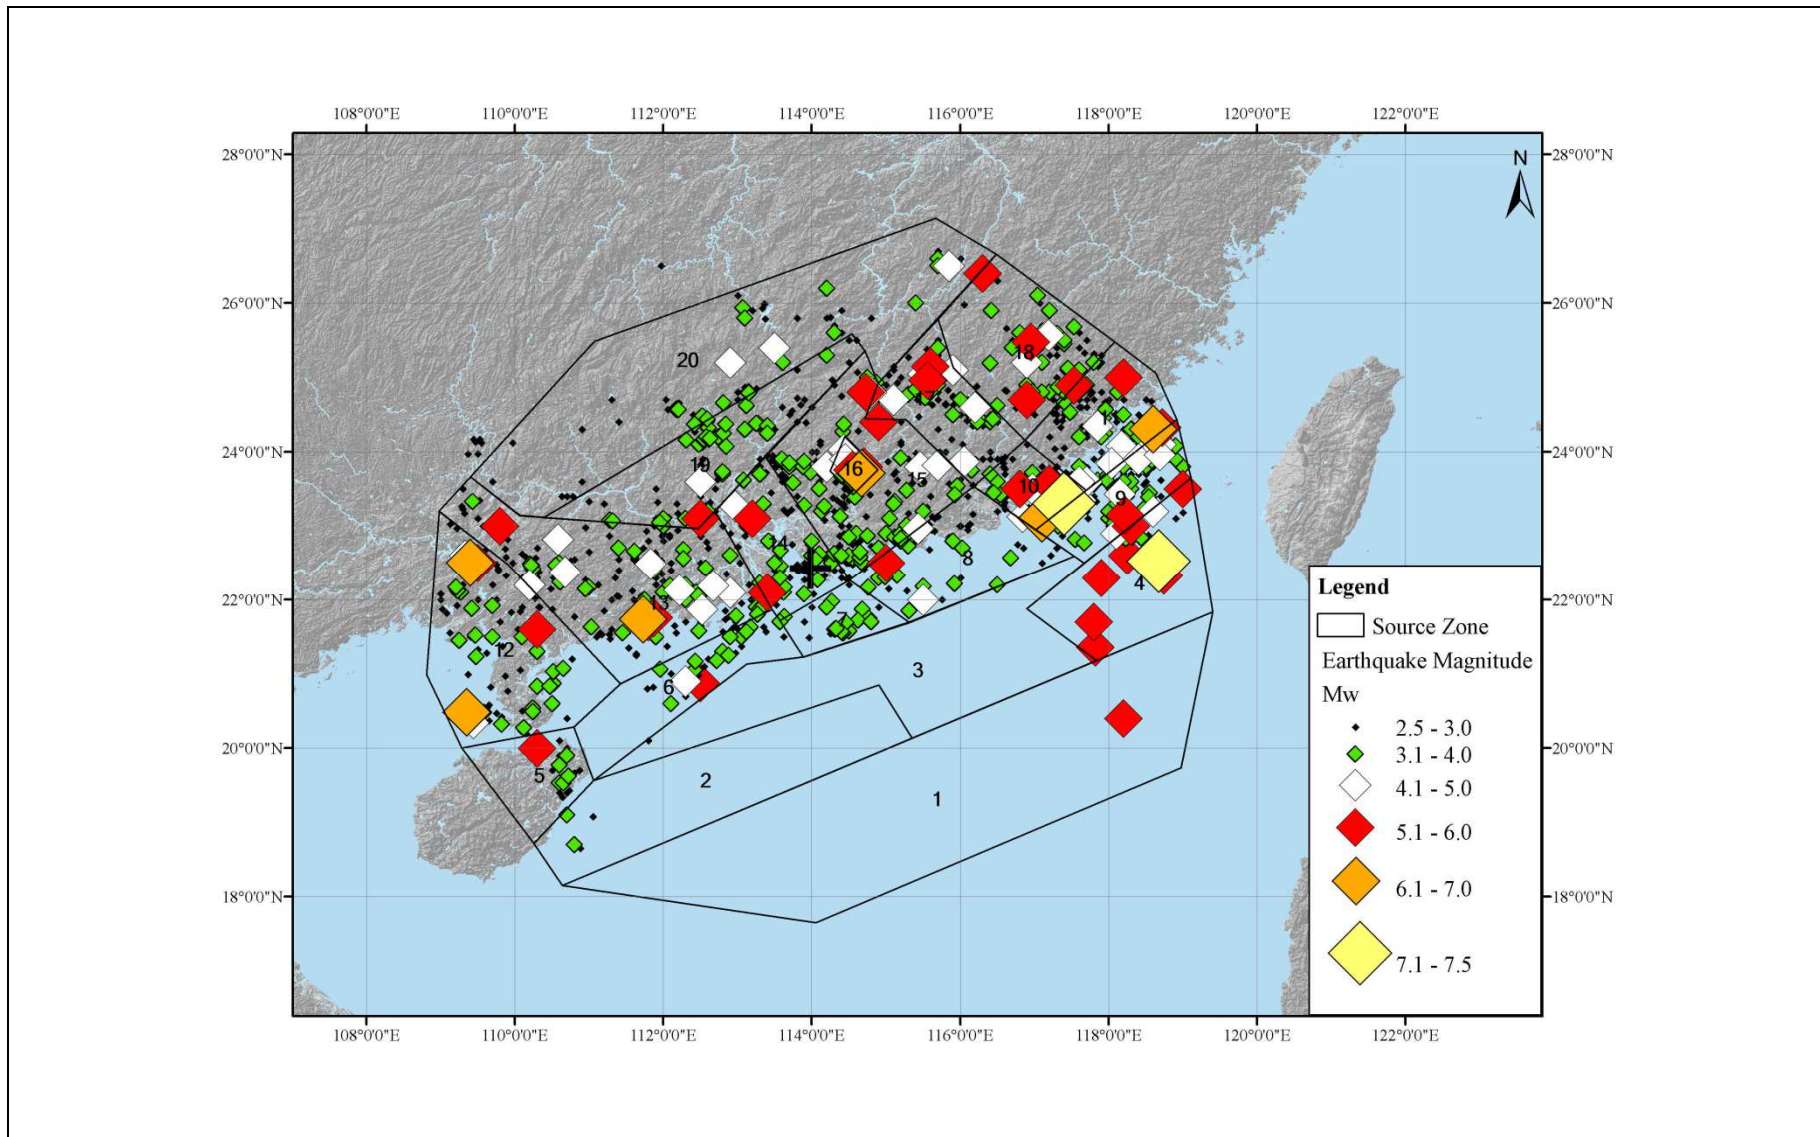 108°0'0"E 110°0'0"E 112°0'0"E 114°0'0"E 116°0'0"E 118°0'0"E 120°0'0"E 122°0'0"E
28°0'0"N 28°0'0"N
N
26°0'0"N 26°0'0"N
20
18
24°0'0"N 24°0'0"N
19
16
15
10
9
14
8
4
22°0'0"N 22°0'0"N
13
7
12
6
3
20°0'0"N 20°0'0"N
5
2
1
18°0'0"N 18°0'0"N
Legend
Source Zone
Earthquake Magnitude
Mw
2.5 - 3.0
3.1 - 4.0
4.1 - 5.0
5.1 - 6.0
6.1 - 7.0
7.1 - 7.5
108°0'0"E 110°0'0"E 112°0'0"E 114°0'0"E 116°0'0"E 118°0'0"E 120°0'0"E 122°0'0"E